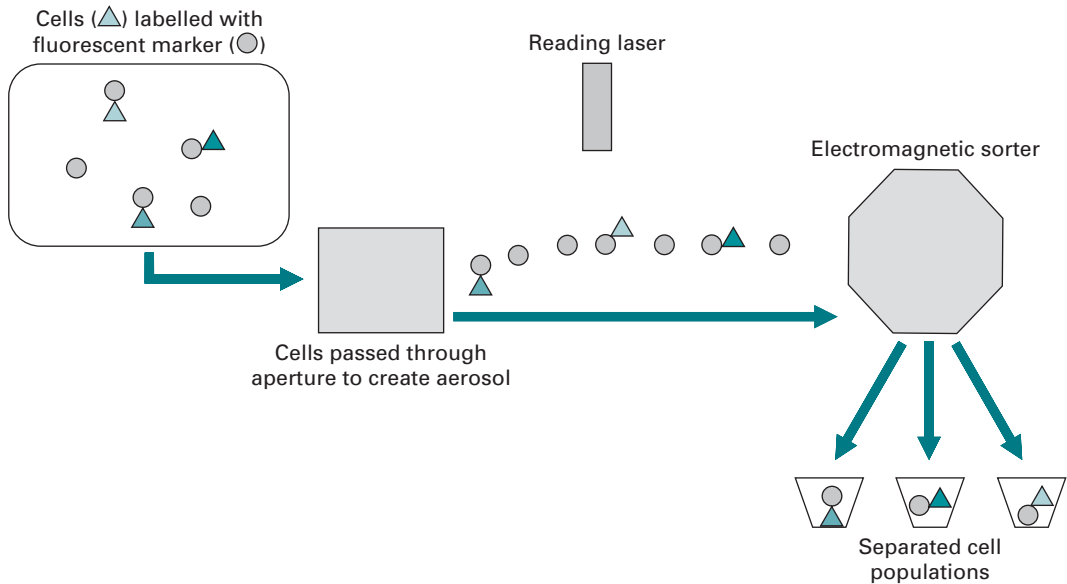 Cells (△) labelled with
fluorescent marker (○)
Reading laser
Electromagnetic sorter
Cells passed through
aperture to create aerosol
Separated cell
populations